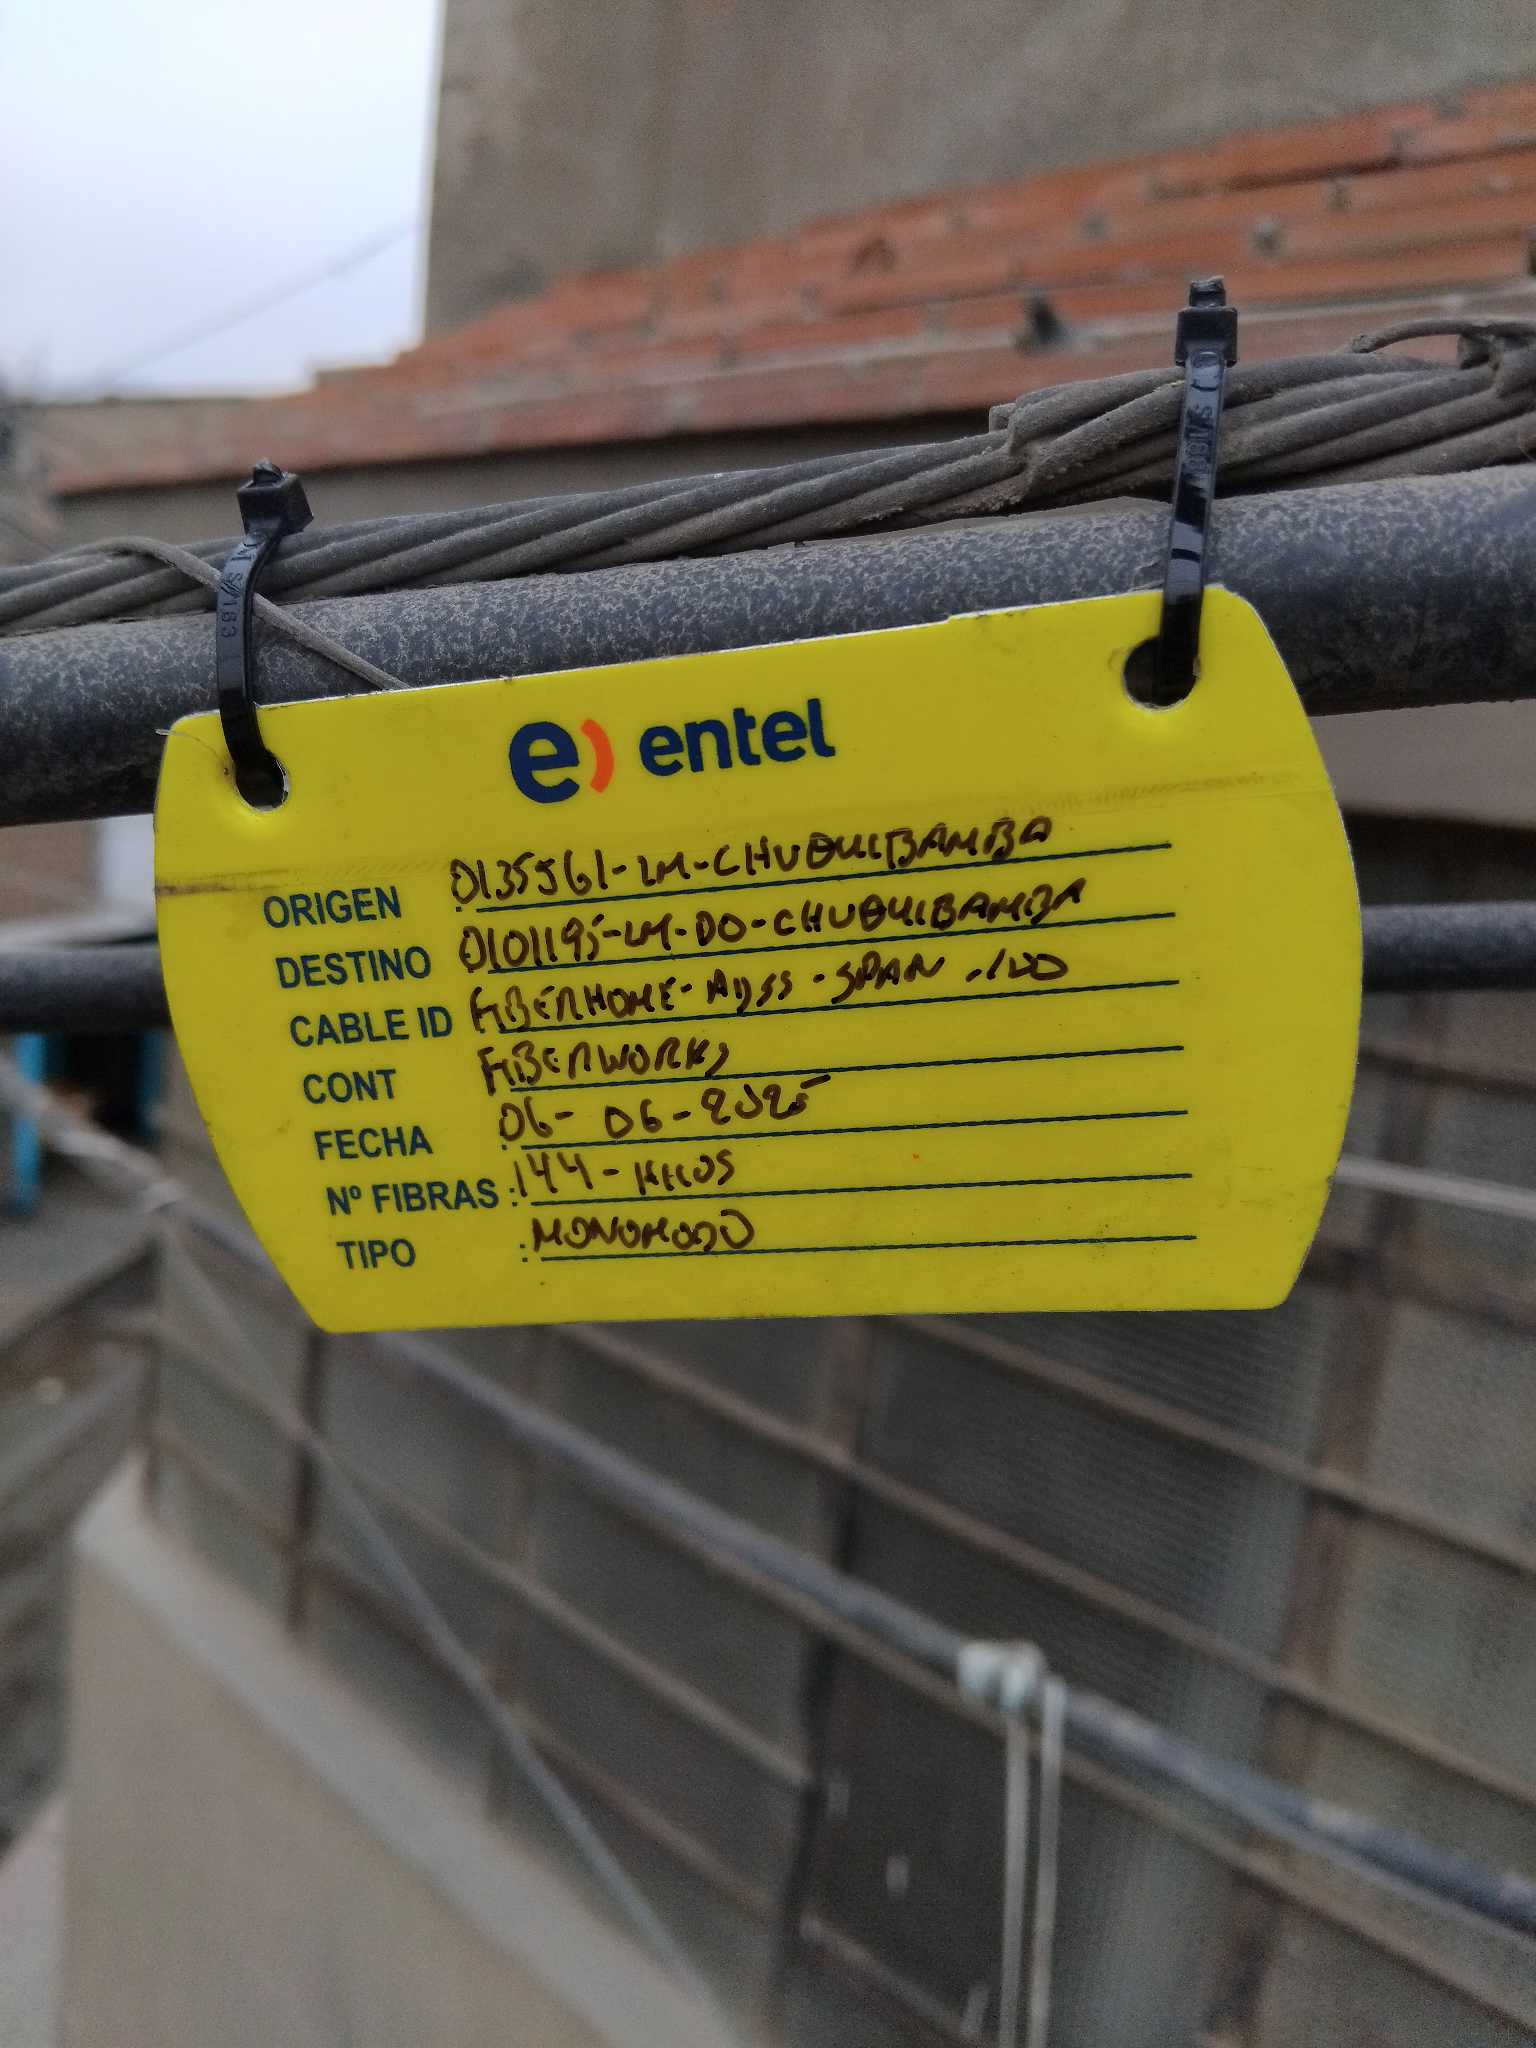 e) entel
ORIGEN : 0135561-LM-CHUQUIBAMBA
DESTINO 0101195-LM-DO-CHUQUIBAMBA
CABLE ID FIBERHOME-ADSS-SPAN-100
CONT FIBERWORKS
FECHA : 06-06-2025
Nº FIBRAS : 144-HILOS
TIPO : MONOMODO